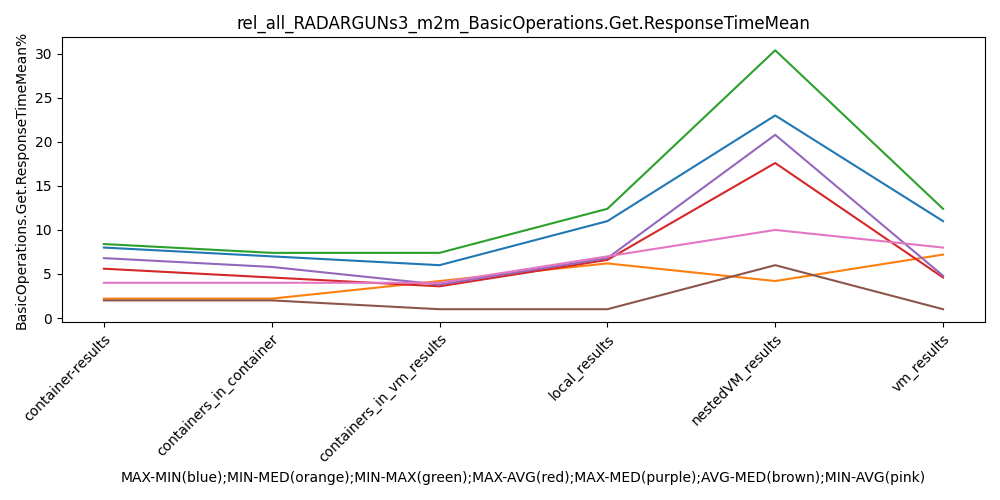 rel_all_RADARGUNs3_m2m_BasicOperations.Get.ResponseTimeMean
BasicOperations.Get.ResponseTimeMean%
30
25
20
15
10
5
0
container-results
containers_in_container
containers_in_vm_results
local_results
nestedVM_results
vm_results
MAX-MIN(blue);MIN-MED(orange);MIN-MAX(green);MAX-AVG(red);MAX-MED(purple);AVG-MED(brown);MIN-AVG(pink)